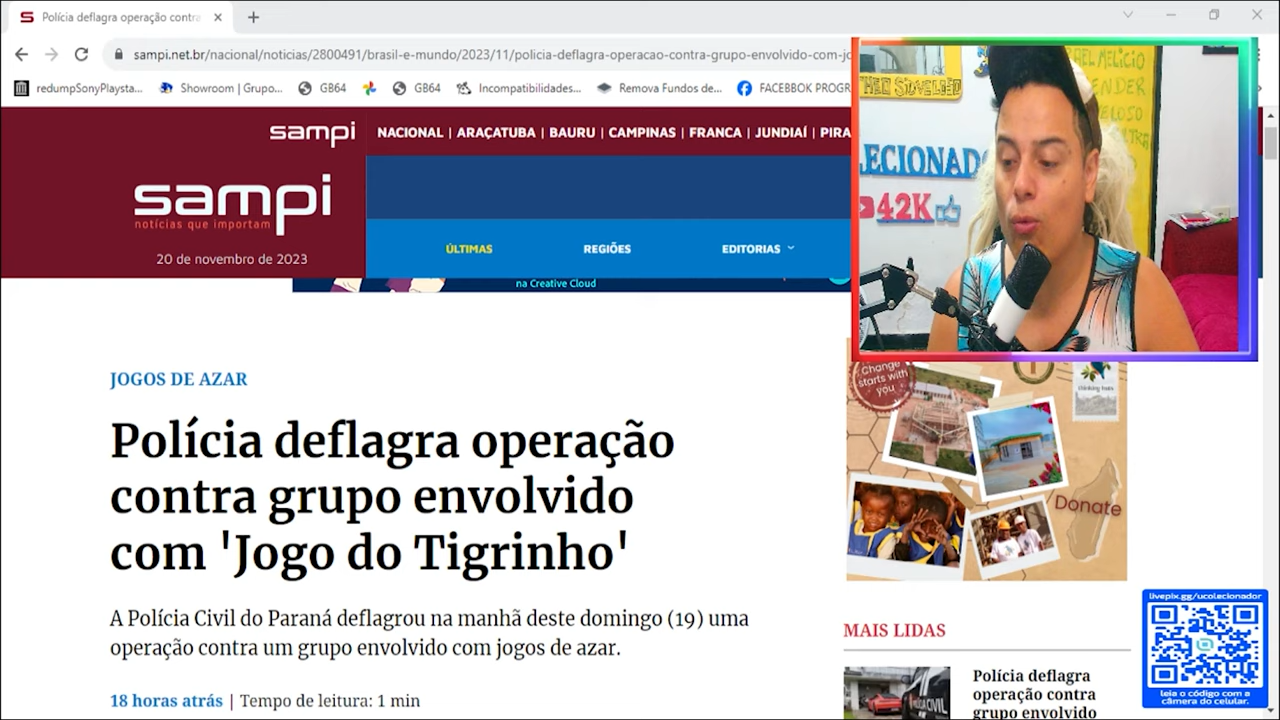 Polícia deflagra operação contra
sampi.net.br/nacional/noticias/2800491/brasil-e-mundo/2023/11/policia-deflagra-operacao-contra-grupo-envolvido-com-jo
redumpSonyPlaysta...
Showroom | Grupo...
GB64
GB64
Incompatibilidades...
Remova Fundos de...
FACEBBOK PROGR
sampi
NACIONAL | ARAÇATUBA | BAURU | CAMPINAS | FRANCA | JUNDIAÍ | PIRA
sampi
notícias que importam
20 de novembro de 2023
ÚLTIMAS
REGIÕES
EDITORIAS
na Creative Cloud
JOGOS DE AZAR
Polícia deflagra operação
contra grupo envolvido
com 'Jogo do Tigrinho'
A Polícia Civil do Paraná deflagrou na manhã deste domingo (19) uma
operação contra um grupo envolvido com jogos de azar.
18 horas atrás | Tempo de leitura: 1 min
LECIONAD
42K
Change
starts with
you
Donate
MAIS LIDAS
Polícia deflagra
operação contra
grupo envolvido
livepix.gg/ucolecionador
leia o código com a
câmera do celular.